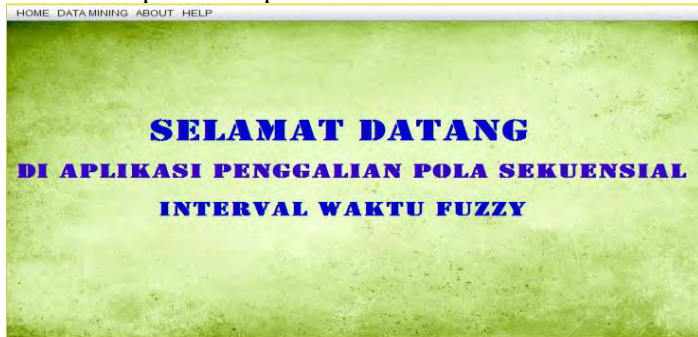 HOME DATA MINING ABOUT HELP
SELAMAT DATANG
DI APLIKASI PENGGALIAN POLA SEKUENSIAL
INTERVAL WAKTU FUZZY